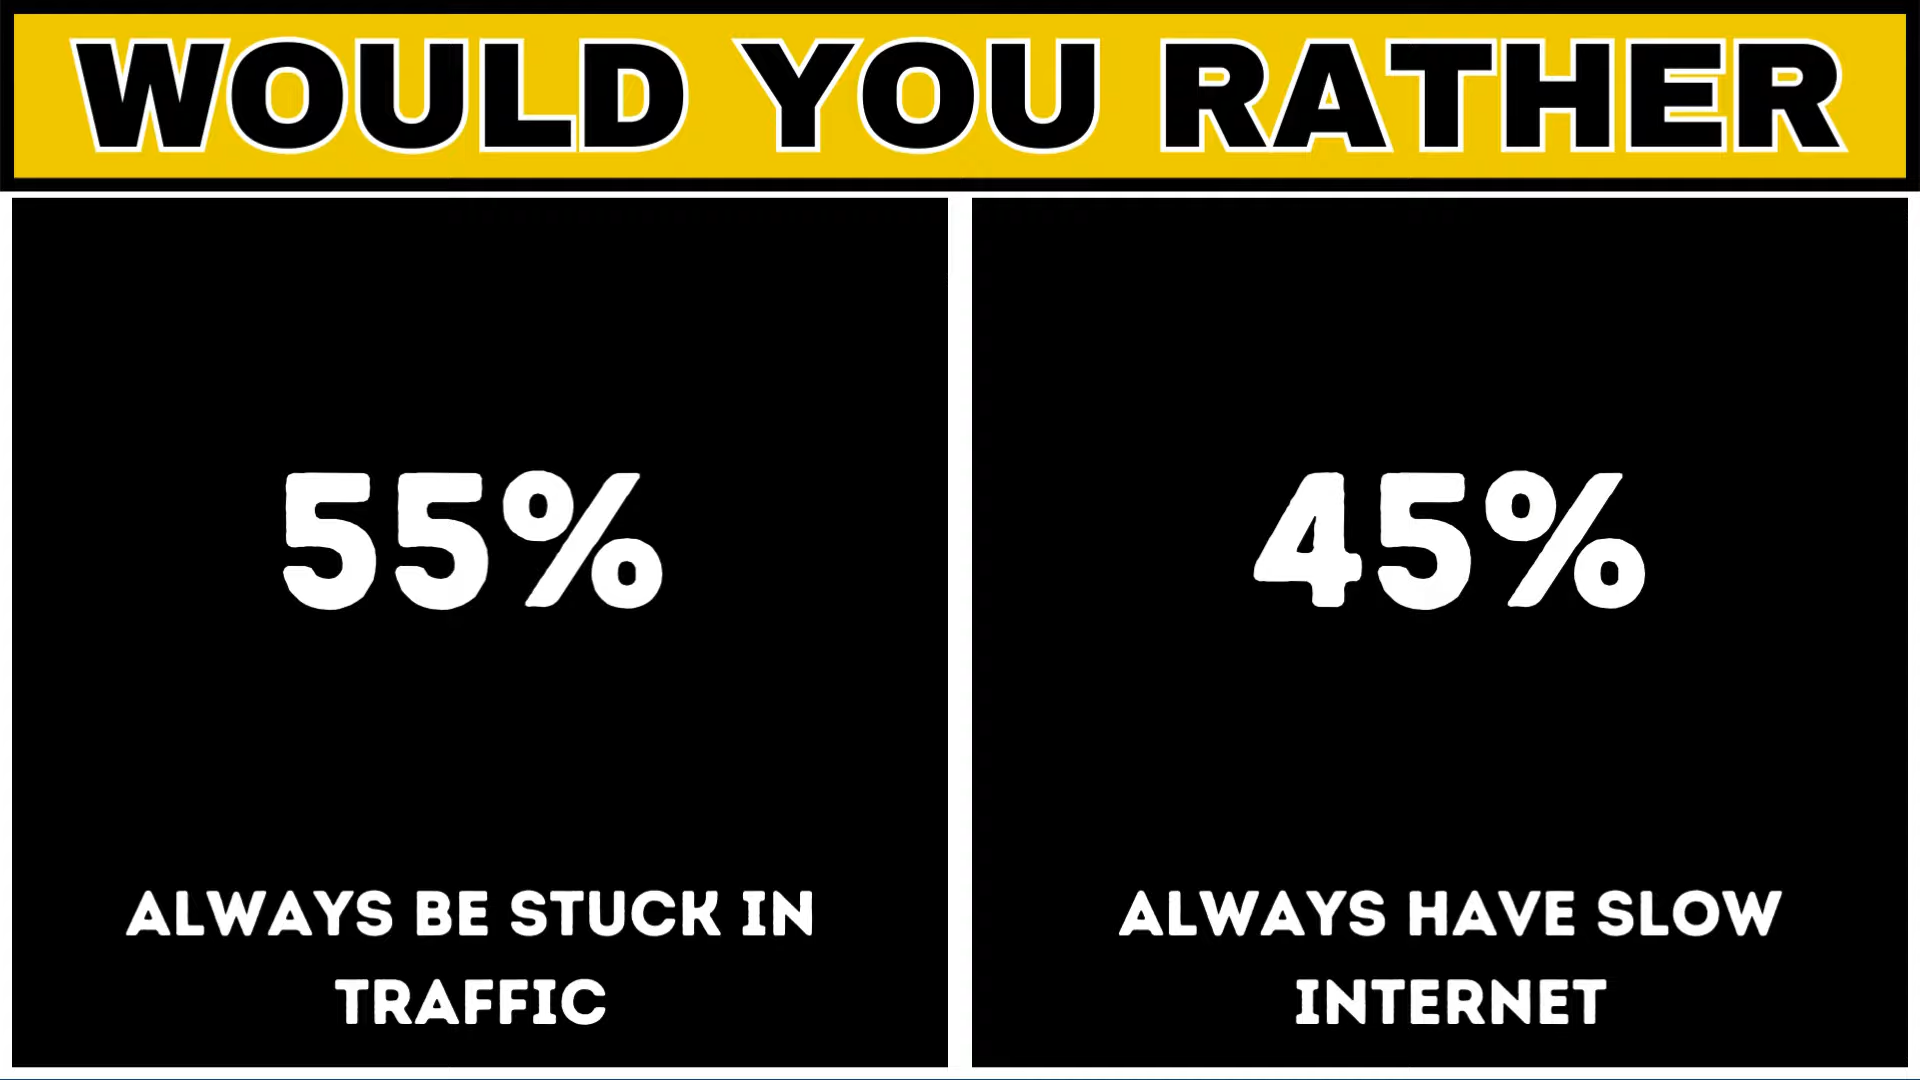 WOULD YOU RATHER
55%
45%
ALWAYS BE STUCK IN
TRAFFIC
ALWAYS HAVE SLOW
INTERNET